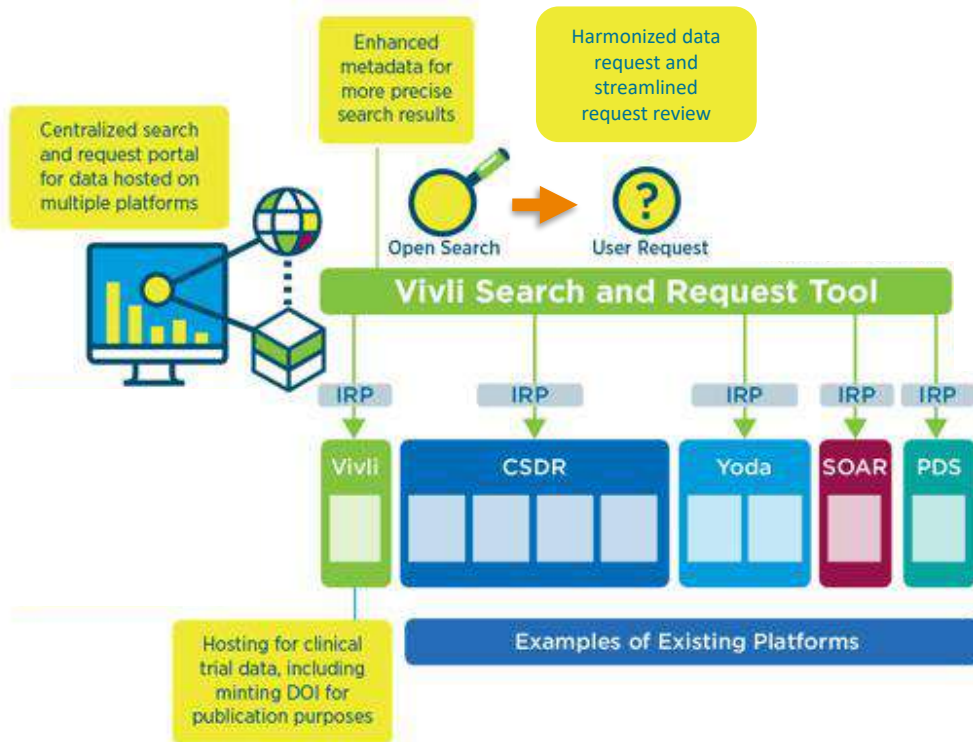 Enhanced
metadata for
more precise
search results
Harmonized data
request and
streamlined
request review
Centralized search
and request portal
for data hosted on
multiple platforms
?
Open Search
User Request
Vivli Search and Request Tool
IRP
IRP
IRP
IRP
IRP
Vivli
CSDR
Yoda
SOAR
PDS
Hosting for clinical
trial data, including
minting DOI for
publication purposes
Examples of Existing Platforms